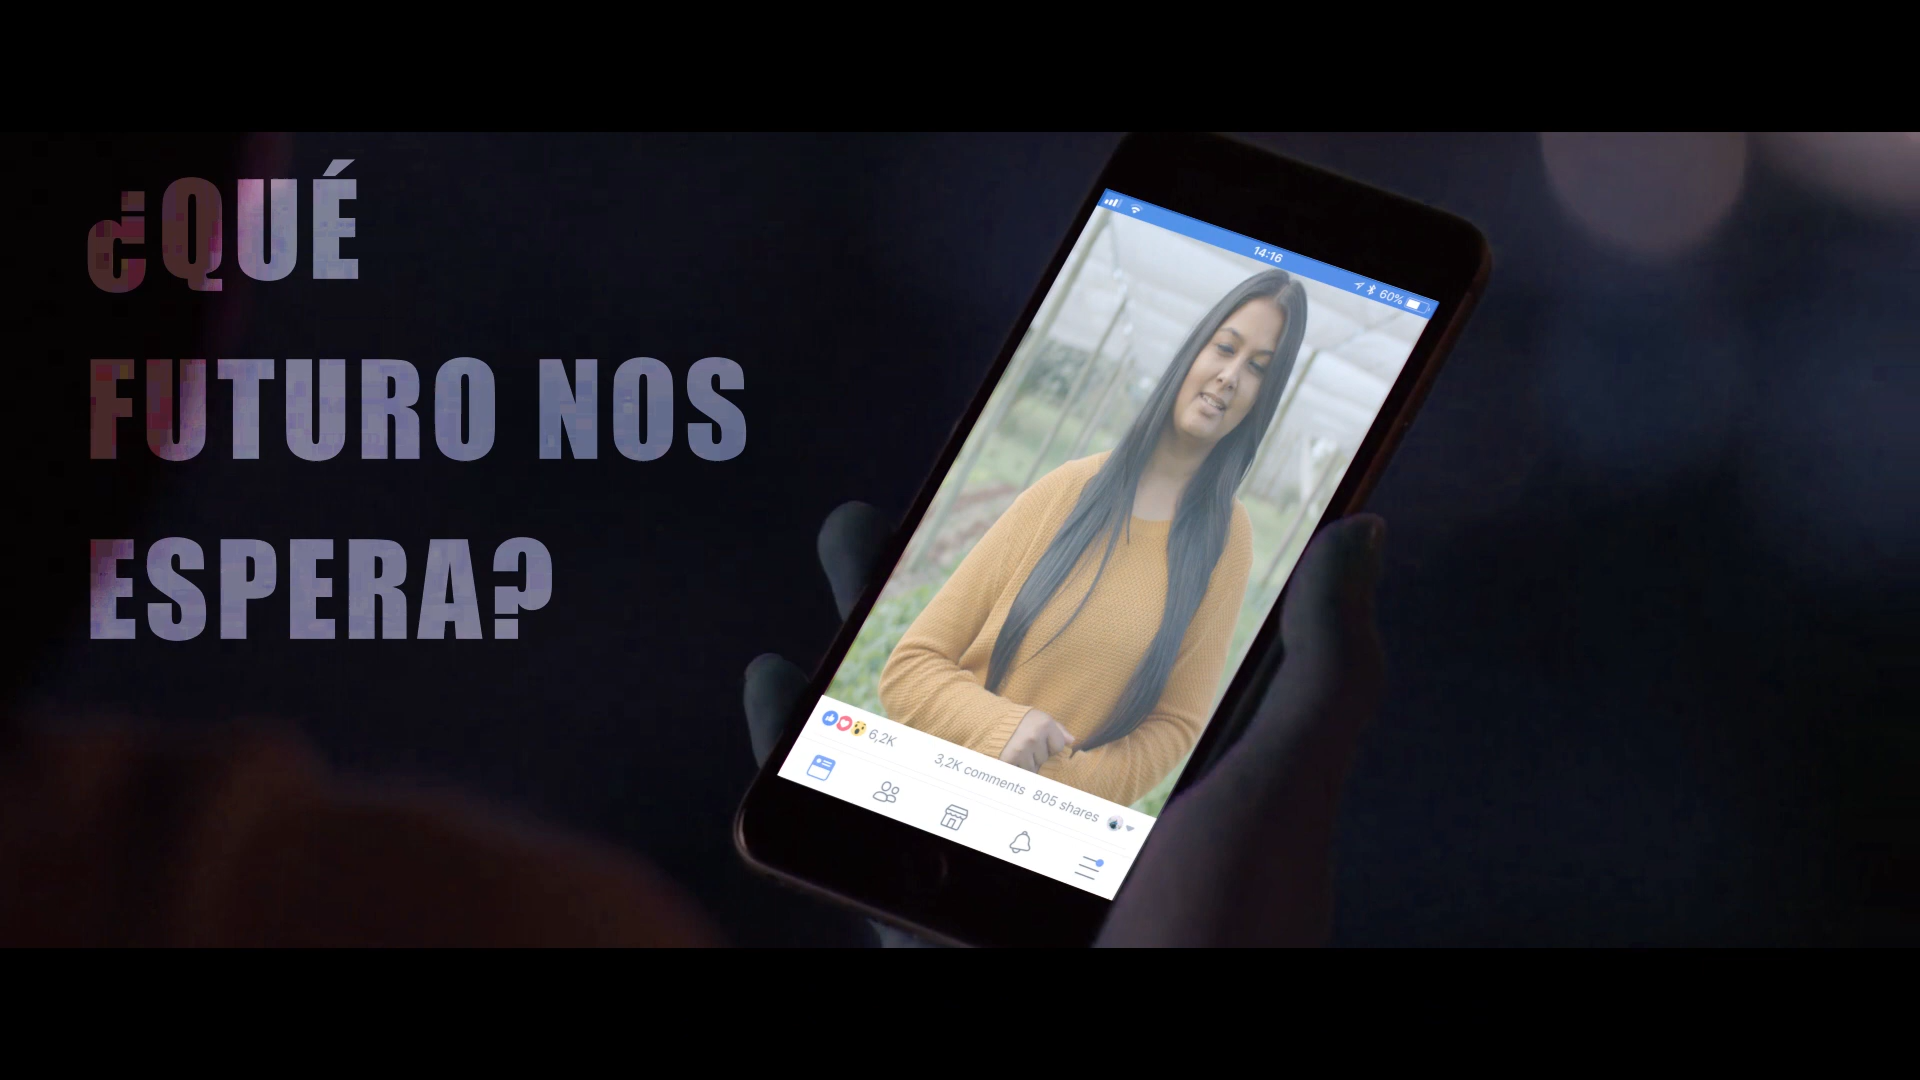 ¿QUÉ
FUTURO NOS
ESPERA?
14:16
60%
6,2K
3,2K comments 805 shares